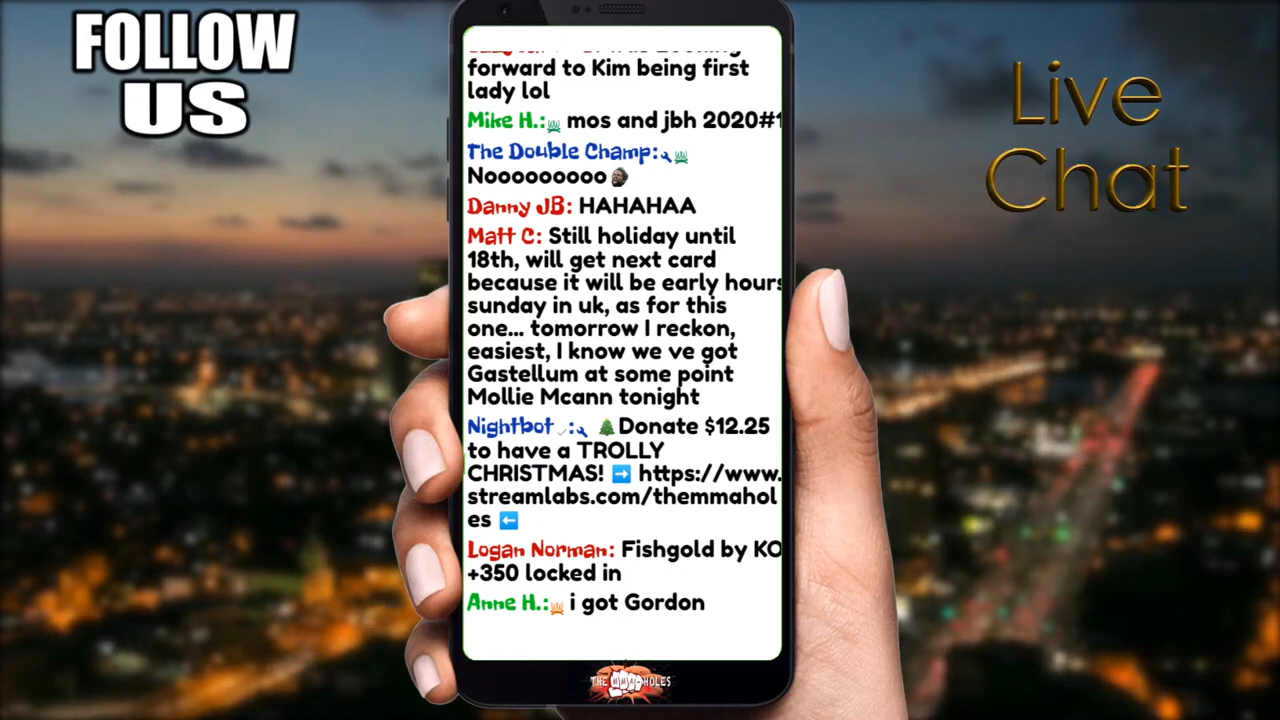 FOLLOW
US
Live
Chat
forward to Kim being first
lady lol
Mike H.: mos and jbh 2020#1
The Double Champ:
Nooooooooo
Danny JB: HAHAHAA
Matt C: Still holiday until
18th, will get next card
because it will be early hours
sunday in uk, as for this
one... tomorrow I reckon,
easiest, I know we ve got
Gastellum at some point
Mollie Mcann tonight
Nightbot : 🎄Donate $12.25
to have a TROLLY
CHRISTMAS! ➡️ https://www.
streamlabs.com/themmahol
es ⬅️
Logan Norman: Fishgold by KO
+350 locked in
Anne H.: i got Gordon
THE MMA-HOLES